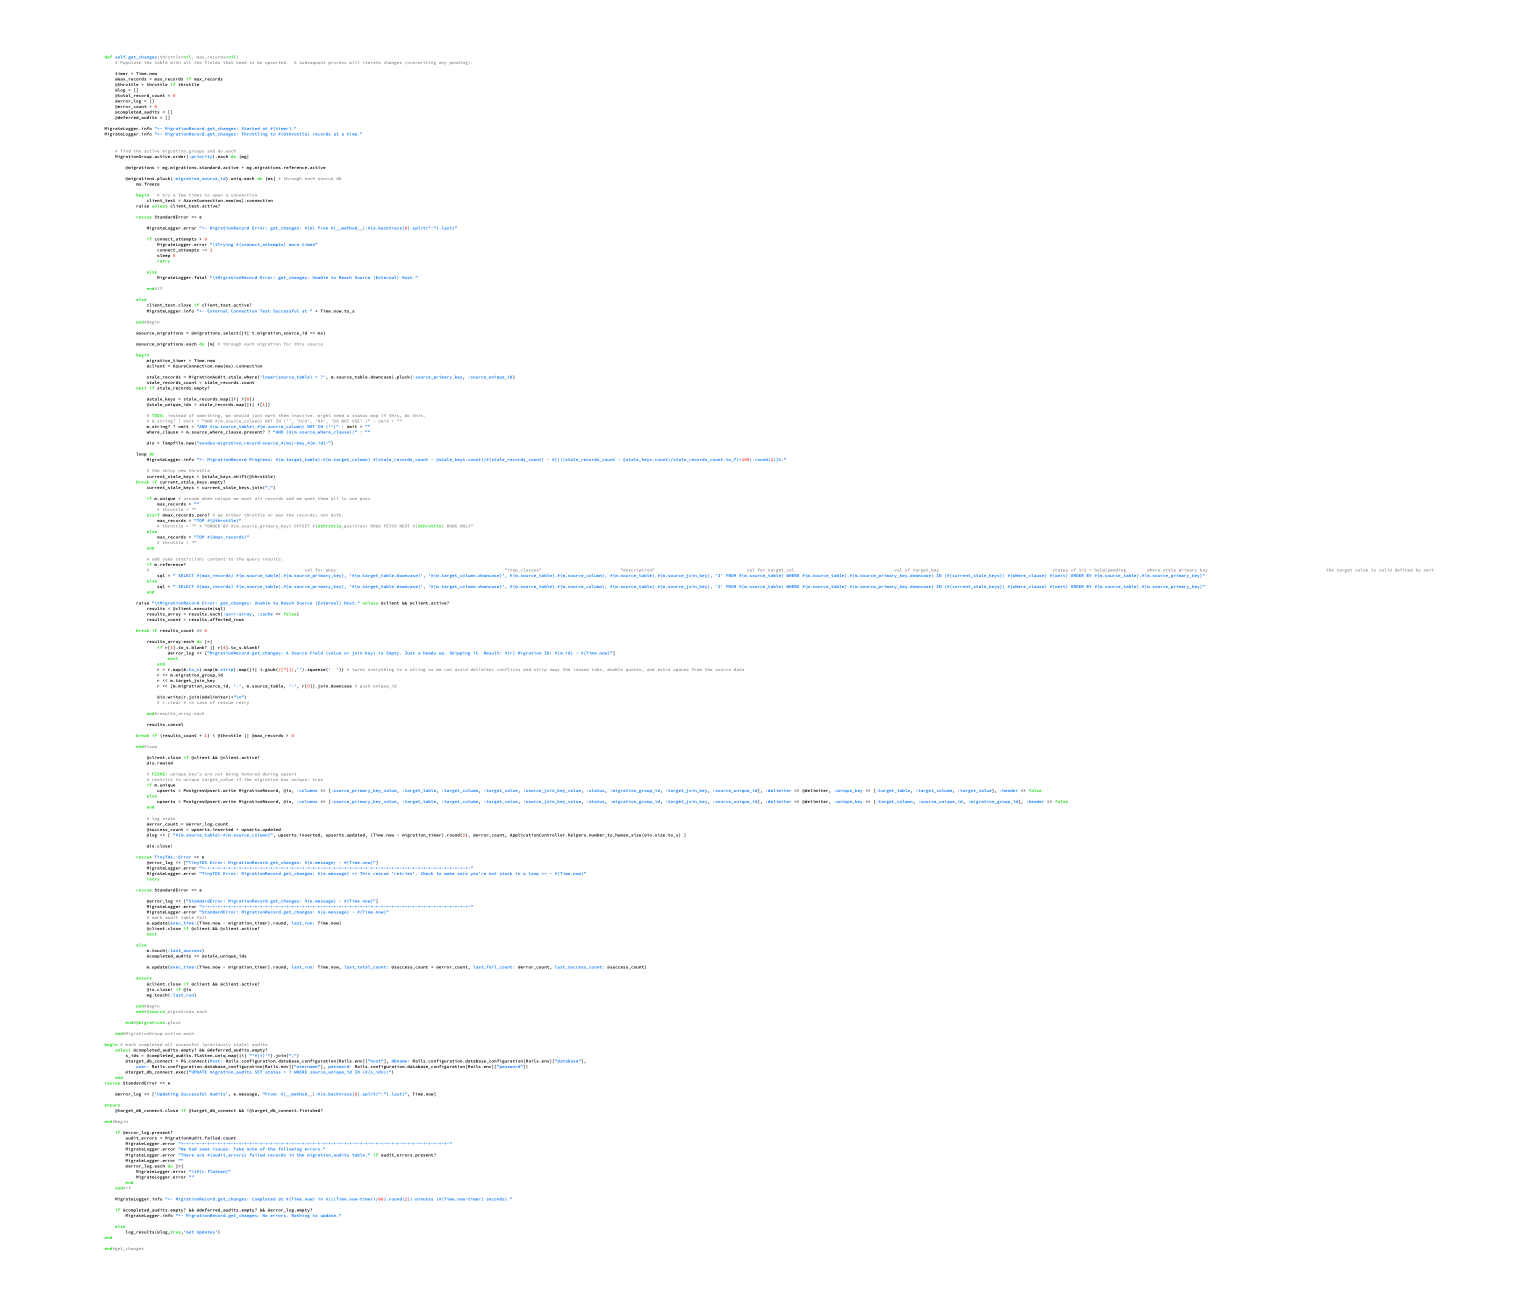 def self.get_changes(throttle=nil, max_records=nil)
# Populate the table with all the fields that need to be upserted.  A subsequent process will iterate changes (overwriting any pending).
timer = Time.now
@max_records = max_records if max_records
@throttle = throttle if throttle
@log = []
@total_record_count = 0
@error_log = []
@error_count = 0
@completed_audits = []
@deferred_audits = []
MigrateLogger.info "+- MigrationRecord.get_changes: Started at #{timer}."
MigrateLogger.info "+- MigrationRecord.get_changes: Throttling to #{@throttle} records at a time."
# find the active migration_groups and do.each
MigrationGroup.active.order(:priority).each do |mg|
@migrations = mg.migrations.standard.active + mg.migrations.reference.active
@migrations.pluck(:migration_source_id).uniq.each do |ms| # through each source db
ms.freeze
begin   # try a few times to open a connection
client_test = AzureConnection.new(ms).connection
raise unless client_test.active?
rescue StandardError => e
MigrateLogger.error "+- MigrationRecord Error: get_changes: #{e} from #{__method__}:#{e.backtrace[0].split(":").last}"
if connect_attempts > 0
MigrateLogger.error "\tTrying #{connect_attempts} more times"
connect_attempts -= 1
sleep 5
retry
else
MigrateLogger.fatal "\tMigrationRecord Error: get_changes: Unable to Reach Source (External) Host."
end#if
else
client_test.close if client_test.active?
MigrateLogger.info "+- External Connection Test Successful at " + Time.now.to_s
end#begin
@source_migrations = @migrations.select{|t| t.migration_source_id == ms}
@source_migrations.each do |m| # through each migration for this source
begin
migration_timer = Time.now
@client = AzureConnection.new(ms).connection
stale_records = MigrationAudit.stale.where('lower(source_table) = ?', m.source_table.downcase).pluck(:source_primary_key, :source_unique_id)
stale_records_count = stale_records.count
next if stale_records.empty?
@stale_keys = stale_records.map{|i| i[0]}
@stale_unique_ids = stale_records.map{|i| i[1]}
# TODO: instead of ommitting, we should just mark them inactive. might need a status map if this, do this.
# m.string? ? omit = "AND #{m.source_column} NOT IN ('', 'N/A', 'NA', 'DO NOT USE' )" : omit = ""
m.string? ? omit = "AND #{m.source_table}.#{m.source_column} NOT IN ('')" : omit = ""
where_clause = m.source_where_clause.present? ? "AND (#{m.source_where_clause})" : ""
@io = Tempfile.new("exodus-migration_record-source_#{ms}-key_#{m.id}-")
loop do
MigrateLogger.info "+- MigrationRecord Progress: #{m.target_table}-#{m.target_column} #{stale_records_count - @stale_keys.count}/#{stale_records_count} - #{(((stale_records_count - @stale_keys.count)/stale_records_count.to_f)*100).round(2)}%."
# the shiny new throttle
current_stale_keys = @stale_keys.shift(@throttle)
break if current_stale_keys.empty?
current_stale_keys = current_stale_keys.join(",")
if m.unique # assume when unique we want all records and we want them all in one pass
max_records = ""
# throttle = ""
elsif @max_records.zero? # we either throttle or max the records; not both.
max_records = "TOP #{@throttle}"
# throttle = "" # "ORDER BY #{m.source_primary_key} OFFSET #{@throttle_position} ROWS FETCH NEXT #{@throttle} ROWS ONLY"
else
max_records = "TOP #{@max_records}"
# throttle = ""
end
# add some static(ish) content to the query results.
if m.reference?
# val for pkey "item_classes" "description" val for target_col val of target_key status of 2/3 = hold/pending where stale primary key the target value is valid defined by omit
sql = " SELECT #{max_records} #{m.source_table}.#{m.source_primary_key}, '#{m.target_table.downcase}', '#{m.target_column.downcase}', #{m.source_table}.#{m.source_column}, #{m.source_table}.#{m.source_join_key}, '3' FROM #{m.source_table} WHERE #{m.source_table}.#{m.source_primary_key.downcase} IN (#{current_stale_keys}) #{where_clause} #{omit} ORDER BY #{m.source_table}.#{m.source_primary_key}"
else
sql = " SELECT #{max_records} #{m.source_table}.#{m.source_primary_key}, '#{m.target_table.downcase}', '#{m.target_column.downcase}', #{m.source_table}.#{m.source_column}, #{m.source_table}.#{m.source_join_key}, '2' FROM #{m.source_table} WHERE #{m.source_table}.#{m.source_primary_key.downcase} IN (#{current_stale_keys}) #{where_clause} #{omit} ORDER BY #{m.source_table}.#{m.source_primary_key}"
end
raise "\tMigrationRecord Error: get_changes: Unable to Reach Source (External) Host." unless @client && @client.active?
results = @client.execute(sql)
results_array = results.each(:as=>:array, :cache => false)
results_count = results.affected_rows
break if results_count == 0
results_array.each do |r|
if r[3].to_s.blank? || r[4].to_s.blank?
@error_log << ["MigrationRecord.get_changes: A Source Field (value or join key) is Empty. Just a heads up. Skipping it. Result: #{r} Migration ID: #{m.id} - #{Time.now}"]
next
end
r = r.map(&:to_s).map(&:strip).map{|i| i.gsub(/["]/,'').squeeze('  ')} # turns everything to a string so we can avoid delimiter conflicts and strip away the insane tabs, double quotes, and extra spaces from the source data
r << m.migration_group_id
r << m.target_join_key
r << [m.migration_source_id, '-', m.source_table, '-', r[0]].join.downcase # push unique_id
@io.write(r.join(@delimiter)+"\n")
# r.clear # in case of rescue retry
end#results_array.each
results.cancel
break if (results_count + 1) < @throttle || @max_records > 0
end#loop
@client.close if @client && @client.active?
@io.rewind
# FIXME: unique_key's are not being honored during upsert
# restrict to unique target_value if the migration has unique: true
if m.unique
upserts = PostgresUpsert.write MigrationRecord, @io, :columns => [:source_primary_key_value, :target_table, :target_column, :target_value, :source_join_key_value, :status, :migration_group_id, :target_join_key, :source_unique_id], :delimiter => @delimiter, :unique_key => [:target_table, :target_column, :target_value], :header => false
else
upserts = PostgresUpsert.write MigrationRecord, @io, :columns => [:source_primary_key_value, :target_table, :target_column, :target_value, :source_join_key_value, :status, :migration_group_id, :target_join_key, :source_unique_id], :delimiter => @delimiter, :unique_key => [:target_column, :source_unique_id, :migration_group_id], :header => false
end
# log stats
@error_count = @error_log.count
@success_count = upserts.inserted + upserts.updated
@log << [ "#{m.source_table}-#{m.source_column}", upserts.inserted, upserts.updated, (Time.now - migration_timer).round(3), @error_count, ApplicationController.helpers.number_to_human_size(@io.size.to_s) ]
@io.close!
rescue TinyTds::Error => e
@error_log << ["TinyTDS Error: MigrationRecord.get_changes: #{e.message} - #{Time.now}"]
MigrateLogger.error "TinyTDS Error: MigrationRecord.get_changes: #{e.message} ++ This rescue 'retries'. Check to make sure you're not stuck in a loop ++ - #{Time.now}"
retry
rescue StandardError => e
@error_log << ["StandardError: MigrationRecord.get_changes: #{e.message} - #{Time.now}"]
MigrateLogger.error "StandardError: MigrationRecord.get_changes: #{e.message} - #{Time.now}"
# mark audit table fail
m.update(exec_time:(Time.now - migration_timer).round, last_run: Time.now)
@client.close if @client && @client.active?
next
else
m.touch(:last_success)
@completed_audits << @stale_unique_ids
m.update(exec_time:(Time.now - migration_timer).round, last_run: Time.now, last_total_count: @success_count + @error_count, last_fail_count: @error_count, last_success_count: @success_count)
ensure
@client.close if @client && @client.active?
@io.close! if @io
mg.touch(:last_run)
end#begin
end#@source_migrations.each
end#@migrations.pluck
end#MigrationGroup.active.each
begin # mark completed all sucessful (previously stale) audits
unless @completed_audits.empty? && @deferred_audits.empty?
s_ids = @completed_audits.flatten.uniq.map{|i| "'#{i}'"}.join(",")
@target_db_connect = PG.connect(host: Rails.configuration.database_configuration[Rails.env]["host"], dbname: Rails.configuration.database_configuration[Rails.env]["database"],
user: Rails.configuration.database_configuration[Rails.env]["username"], password: Rails.configuration.database_configuration[Rails.env]["password"])
@target_db_connect.exec("UPDATE migration_audits SET status = 7 WHERE source_unique_id IN (#{s_ids})")
end
rescue StandardError => e
@error_log << ['Updating Successful Audits', e.message, "From: #{__method__}:#{e.backtrace[0].split(":").last}", Time.now]
ensure
@target_db_connect.close if @target_db_connect && !@target_db_connect.finished?
end#begin
if @error_log.present?
audit_errors = MigrationAudit.failed.count
MigrateLogger.error "We Had some issues. Take note of the following errors."
MigrateLogger.error "There are #{audit_errors} failed records in the migration_audits table." if audit_errors.present?
MigrateLogger.error ""
@error_log.each do |r|
MigrateLogger.error "\t#{r.flatten}"
MigrateLogger.error ""
end
end#if
MigrateLogger.info "+- MigrationRecord.get_changes: Completed at #{Time.now} in #{((Time.now-timer)/60).round(2)} minutes (#{Time.now-timer} seconds)."
if @completed_audits.empty? && @deferred_audits.empty? && @error_log.empty?
MigrateLogger.info "+- MigrationRecord.get_changes: No errors. Nothing to update."
else
log_results(@log,true,'Get Updates')
end
end#get_changes